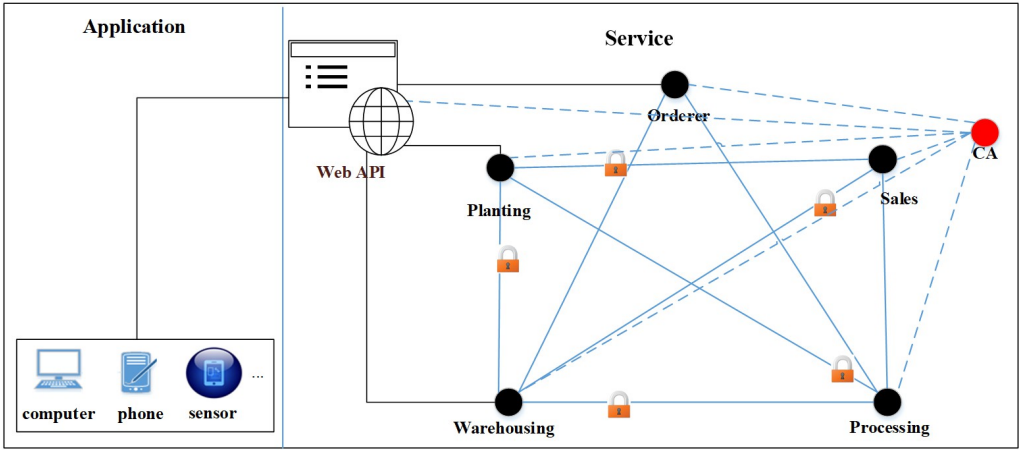 Application
Service
Orderer
CA
Web API
Sales
Planting
...
computer
phone
sensor
Warehousing
Processing